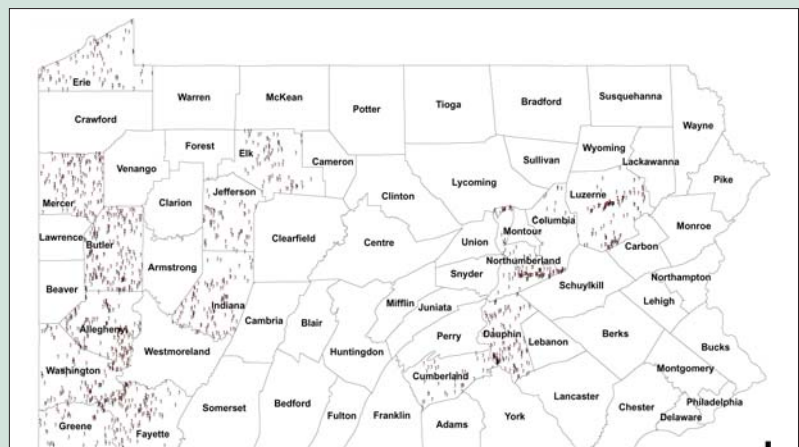 Erie
Crawford
Warren
McKean
Potter
Tioga
Bradford
Susquehanna
Wayne
Mercer
Venango
Forest
Elk
Cameron
Sullivan
Wyoming
Lackawanna
Pike
Lawrence
Butler
Clarion
Jefferson
Clearfield
Clinton
Lycoming
Centre
Union
Montour
Columbia
Luzerne
Carbon
Monroe
Beaver
Armstrong
Indiana
Snyder
Northumberland
Schuylkill
Northampton
Lehigh
Allegheny
Westmoreland
Cambria
Blair
Huntingdon
Mifflin
Juniata
Perry
Dauphin
Lebanon
Berks
Bucks
Washington
Greene
Fayette
Somerset
Bedford
Fulton
Franklin
Cumberland
Adams
York
Lancaster
Chester
Montgomery
Delaware
Philadelphia